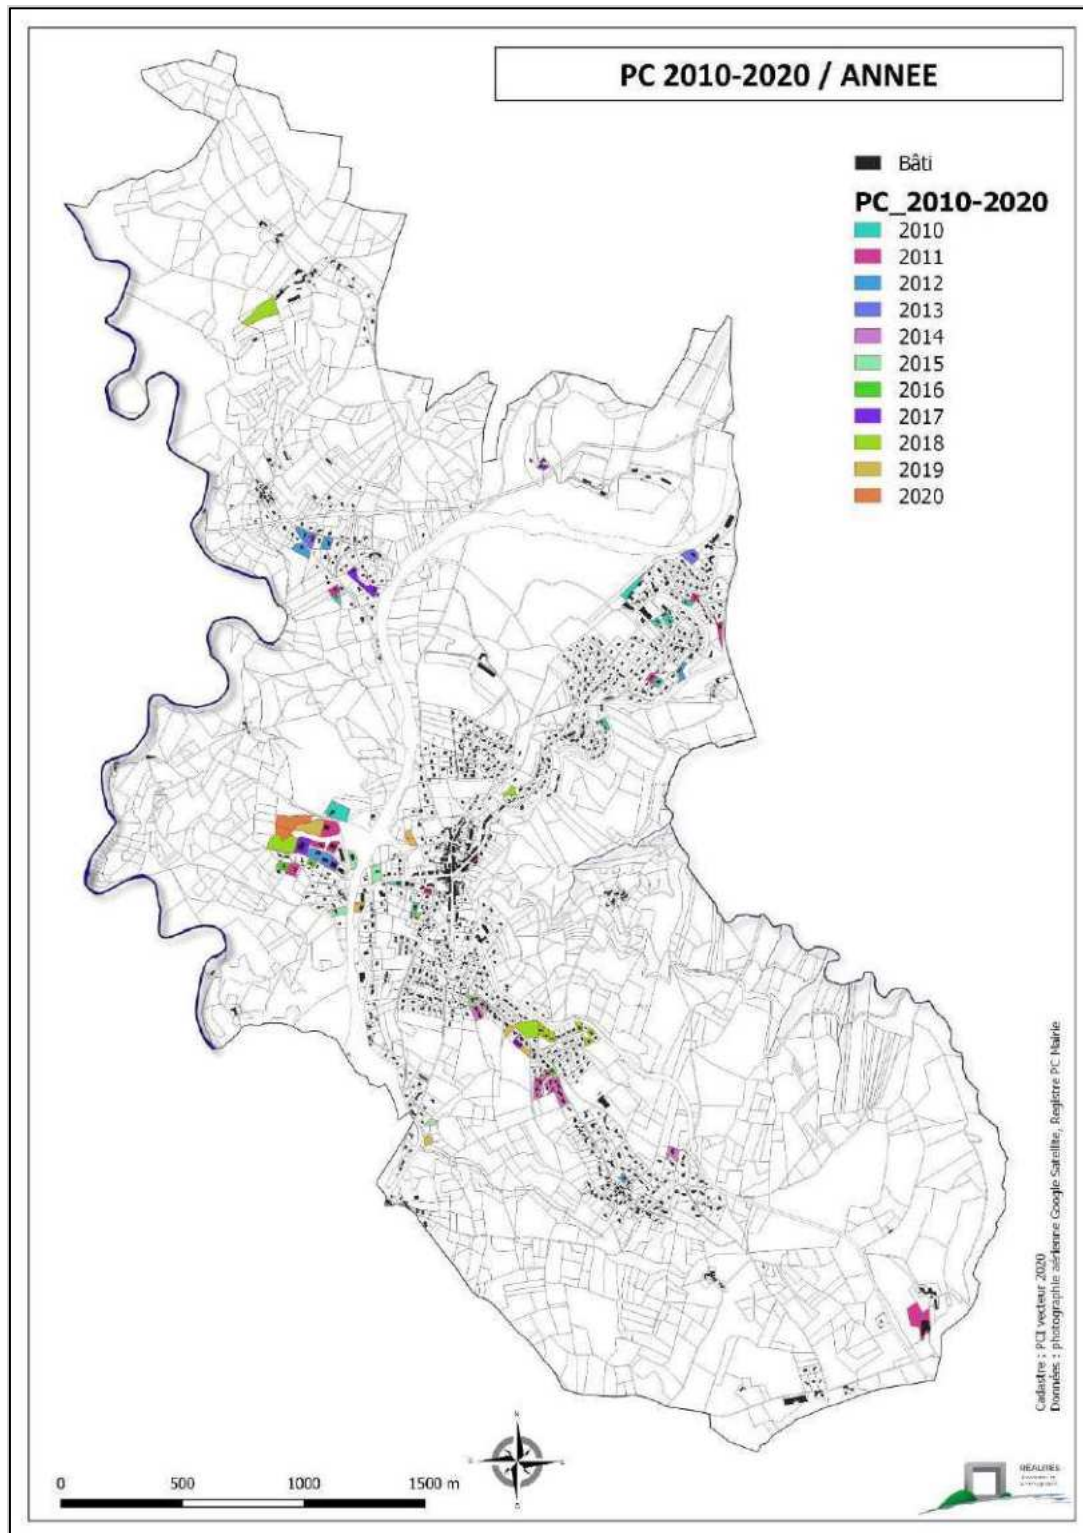 PC 2010-2020 / ANNEE
Bâti
PC_2010-2020
2010
2011
2012
2013
2014
2015
2016
2017
2018
2019
2020
Cadastre : PCI vecteur 2020
Données : photographie aérienne Google Satellite, Registre PC Mairie
N
0 500 1000 1500 m
RÉALITÉS